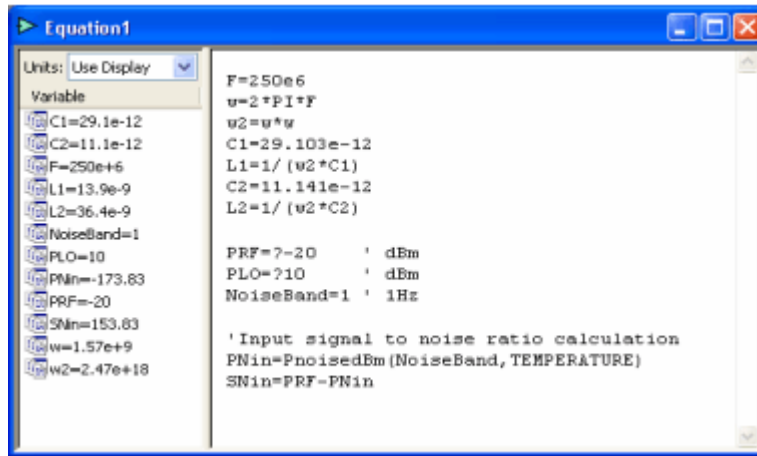 Equation1
Units: Use Display
Variable
C1=29.1e-12
C2=11.1e-12
F=250e+6
L1=13.9e-9
L2=36.4e-9
NoiseBand=1
PLO=10
PNin=-173.83
PRF=-20
SNin=153.83
w=1.57e+9
w2=2.47e+18
F=250e6
w=2*PI*F
w2=w*w
C1=29.103e-12
L1=1/(w2*C1)
C2=11.141e-12
L2=1/(w2*C2)
PRF=?-20 ' dBm
PLO=?10 ' dBm
NoiseBand=1 ' 1Hz
'Input signal to noise ratio calculation
PNin=PnoisedBm(NoiseBand,TEMPERATURE)
SNin=PRF-PNin